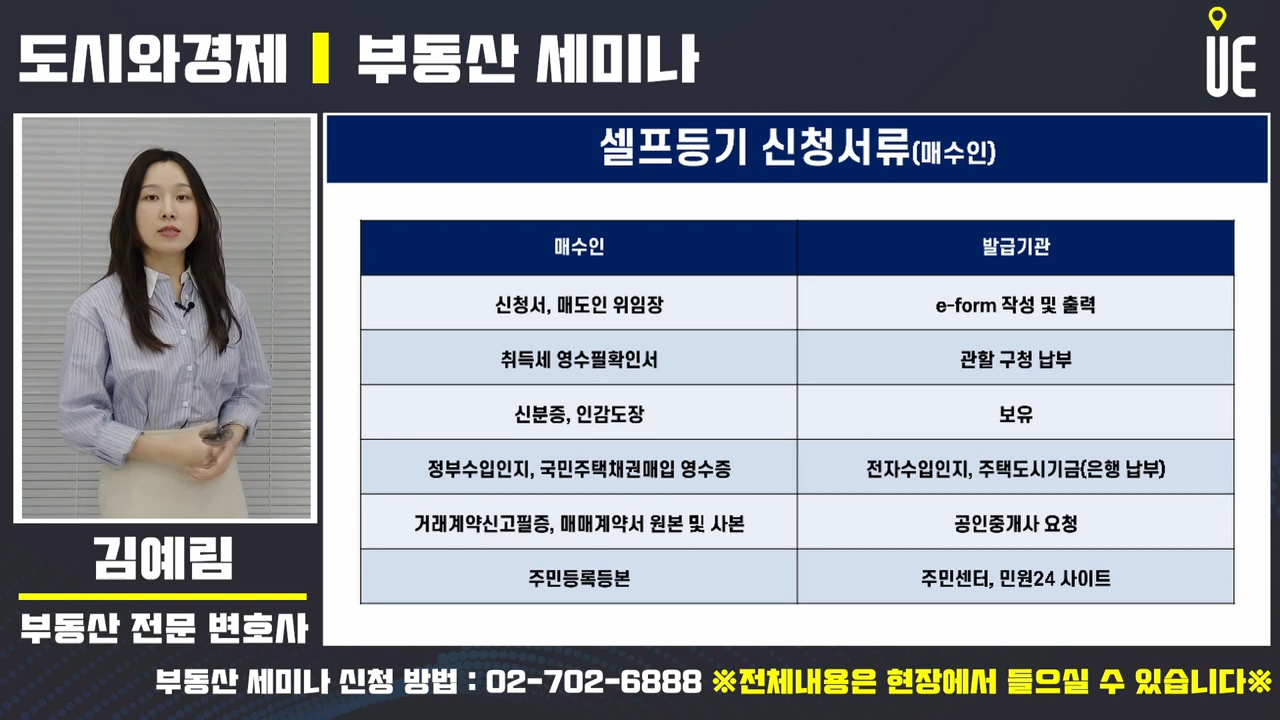 도시와경제 | 부동산 세미나
UE
셀프등기 신청서류(매수인)
매수인 발급기관
신청서, 매도인 위임장 e-form 작성 및 출력
취득세 영수필확인서 관할 구청 납부
신분증, 인감도장 보유
정부수입인지, 국민주택채권매입 영수증 전자수입인지, 주택도시기금(은행 납부)
거래계약신고필증, 매매계약서 원본 및 사본 공인중개사 요청
주민등록등본 주민센터, 민원24 사이트
김예림
부동산 전문 변호사
부동산 세미나 신청 방법 : 02-702-6888 ※전체내용은 현장에서 들으실 수 있습니다※